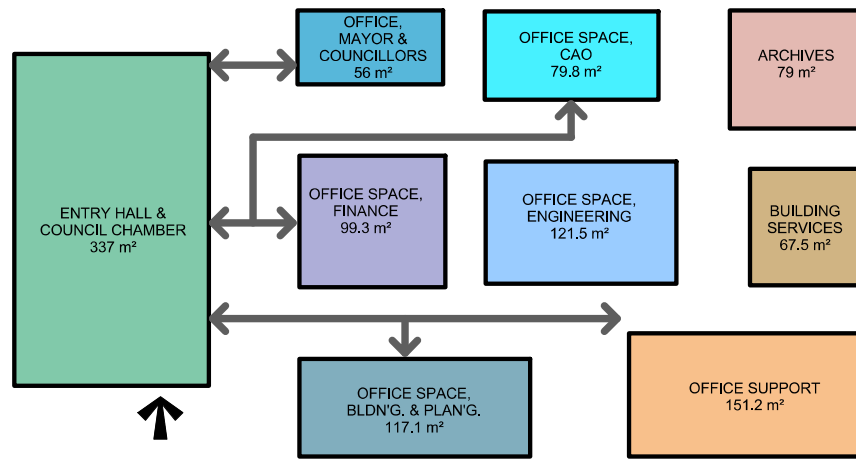 OFFICE,
MAYOR &
COUNCILLORS
56 m²
OFFICE SPACE,
CAO
79.8 m²
ARCHIVES
79 m²
ENTRY HALL &
COUNCIL CHAMBER
337 m²
OFFICE SPACE,
FINANCE
99.3 m²
OFFICE SPACE,
ENGINEERING
121.5 m²
BUILDING
SERVICES
67.5 m²
OFFICE SPACE,
BLDN'G. & PLAN'G.
117.1 m²
OFFICE SUPPORT
151.2 m²